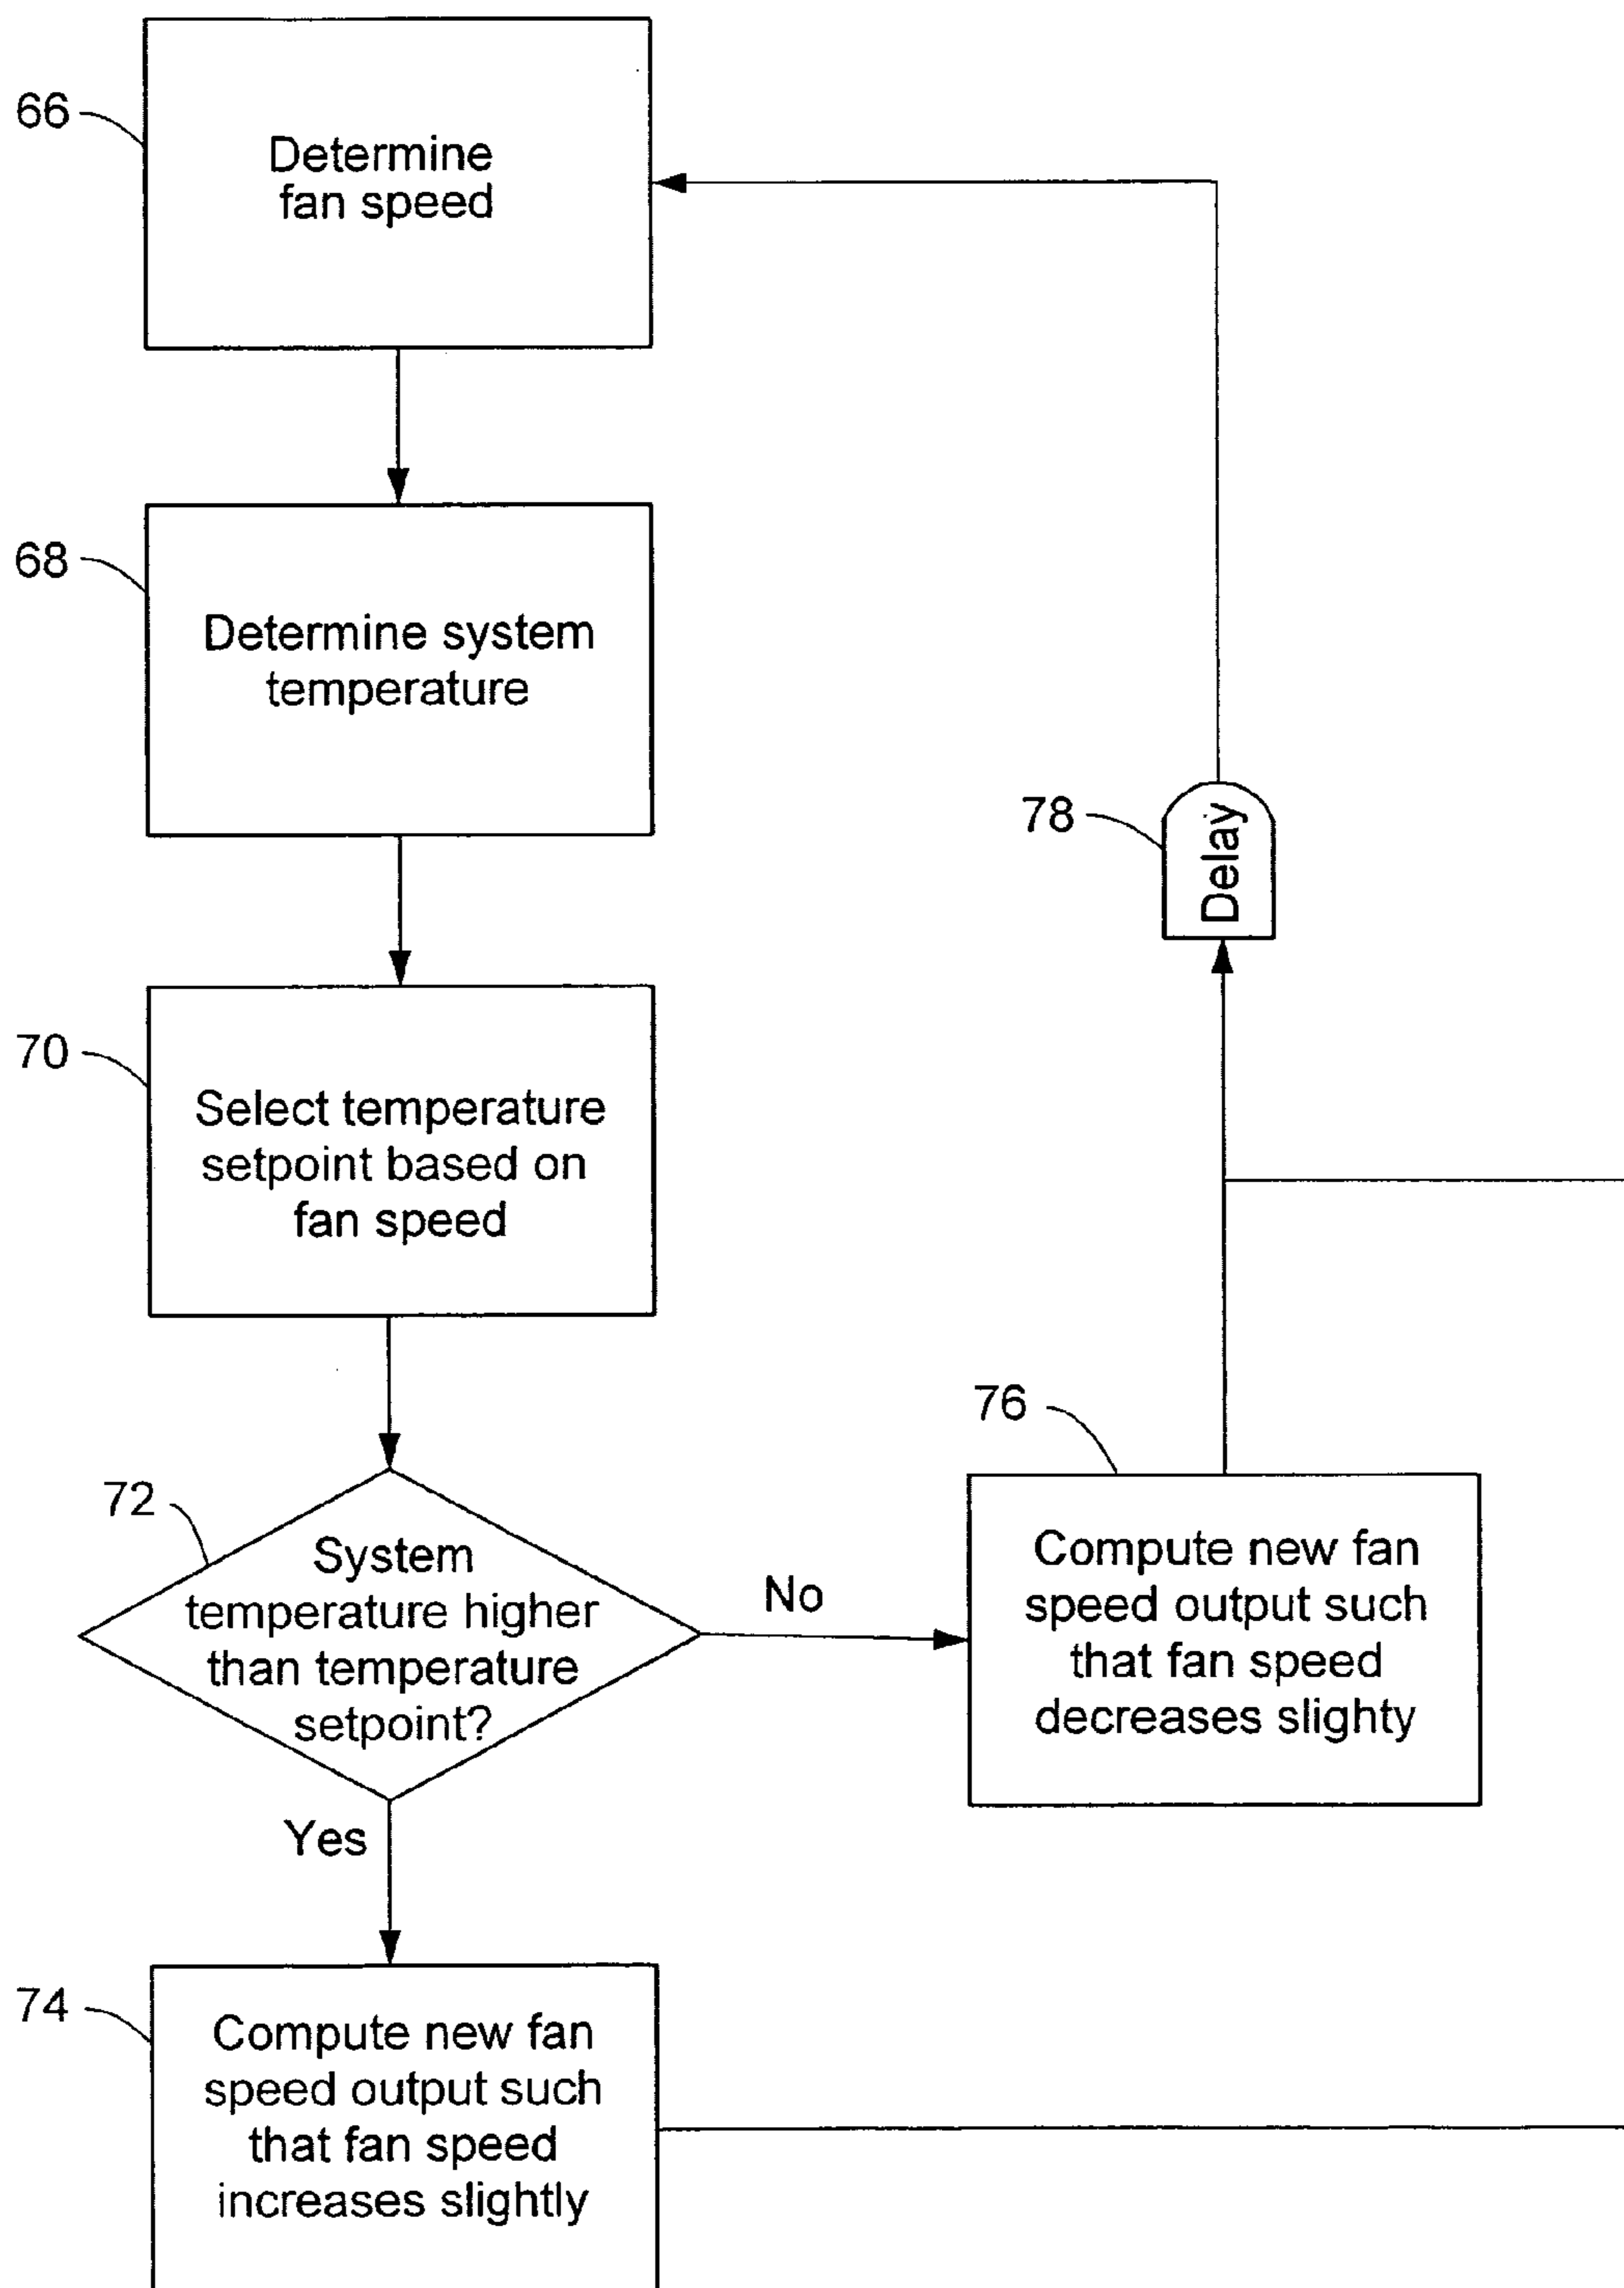 66
Determine
fan speed
68
Determine system
temperature
78
Delay
70
Select temperature
setpoint based on
fan speed
76
Compute new fan
speed output such
that fan speed
decreases slighty
72
System
temperature higher
than temperature
setpoint?
No
Yes
74
Compute new fan
speed output such
that fan speed
increases slightly